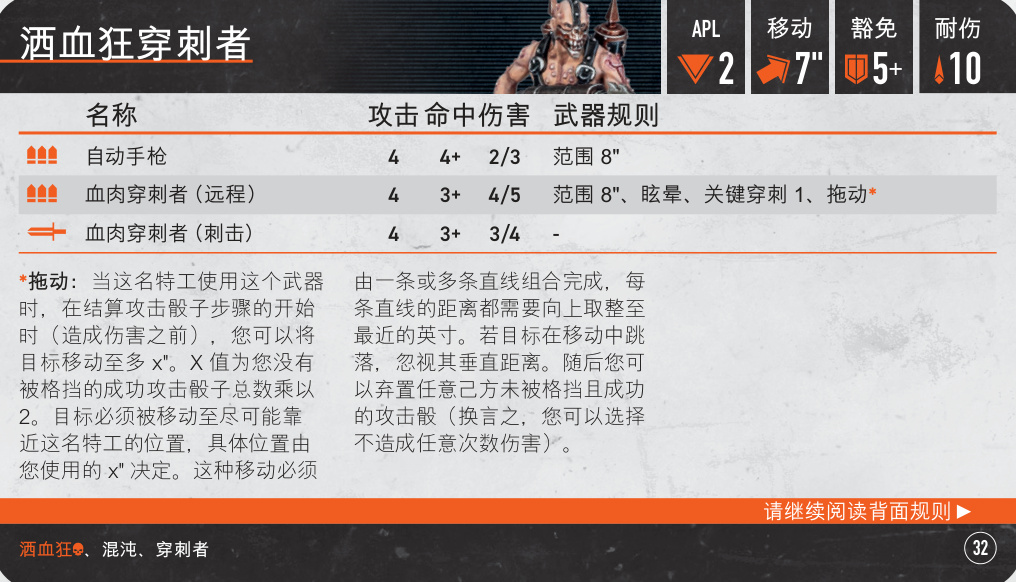 洒血狂穿刺者
APL 移动 豁免 耐伤
2 7" 5+ 10
名称 攻击 命中 伤害 武器规则
自动手枪 4 4+ 2/3 范围 8"
血肉穿刺者（远程） 4 3+ 4/5 范围 8"、眩晕、关键穿刺 1、拖动*
血肉穿刺者（刺击） 4 3+ 3/4 -
*拖动：当这名特工使用这个武器
时，在结算攻击骰子步骤的开始
时（造成伤害之前），您可以将
目标移动至多 x"。X 值为您没有
被格挡的成功攻击骰子总数乘以
2。目标必须被移动至尽可能靠
近这名特工的位置，具体位置由
您使用的 x" 决定。这种移动必须
由一条或多条直线组合完成，每
条直线的距离都需要向上取整至
最近的英寸。若目标在移动中跳
落，忽视其垂直距离。随后您可
以弃置任意己方未被格挡且成功
的攻击骰（换言之，您可以选择
不造成任意次数伤害）。
请继续阅读背面规则►
洒血狂、混沌、穿刺者
32